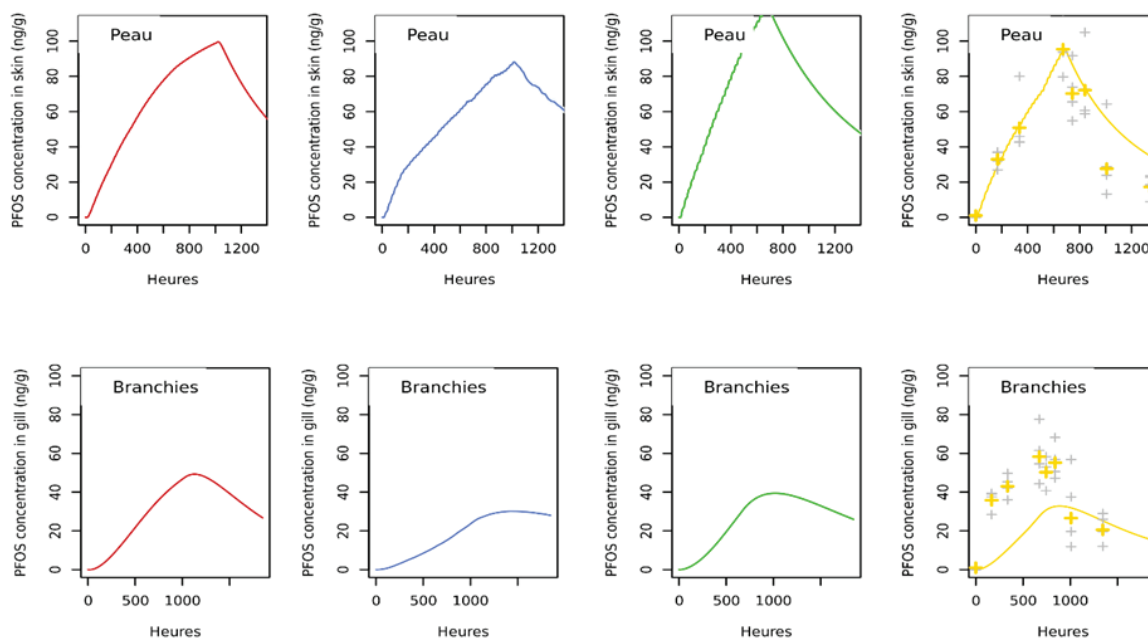 PFOS concentration in skin (ng/g)
0 20 40 60 80 100
Peau
0 400 800 1200
Heures
PFOS concentration in skin (ng/g)
0 20 40 60 80 100
Peau
0 400 800 1200
Heures
PFOS concentration in skin (ng/g)
0 20 40 60 80 100
Peau
0 400 800 1200
Heures
PFOS concentration in skin (ng/g)
0 20 40 60 80 100
Peau
0 400 800 1200
Heures
PFOS concentration in gill (ng/g)
0 20 40 60 80 100
Branchies
0 500 1000
Heures
PFOS concentration in gill (ng/g)
0 20 40 60 80 100
Branchies
0 500 1000
Heures
PFOS concentration in gill (ng/g)
0 20 40 60 80 100
Branchies
0 500 1000
Heures
PFOS concentration in gill (ng/g)
0 20 40 60 80 100
Branchies
0 500 1000
Heures